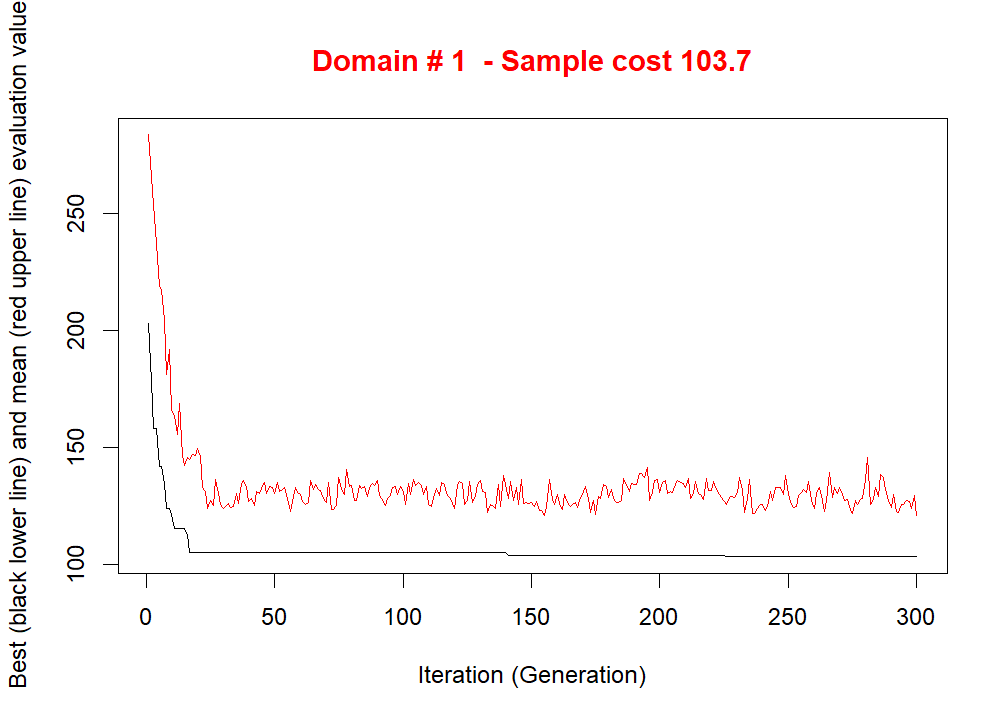 Domain # 1  - Sample cost 103.7
Best (black lower line) and mean (red upper line) evaluation value
250
200
150
100
0 50 100 150 200 250 300
Iteration (Generation)